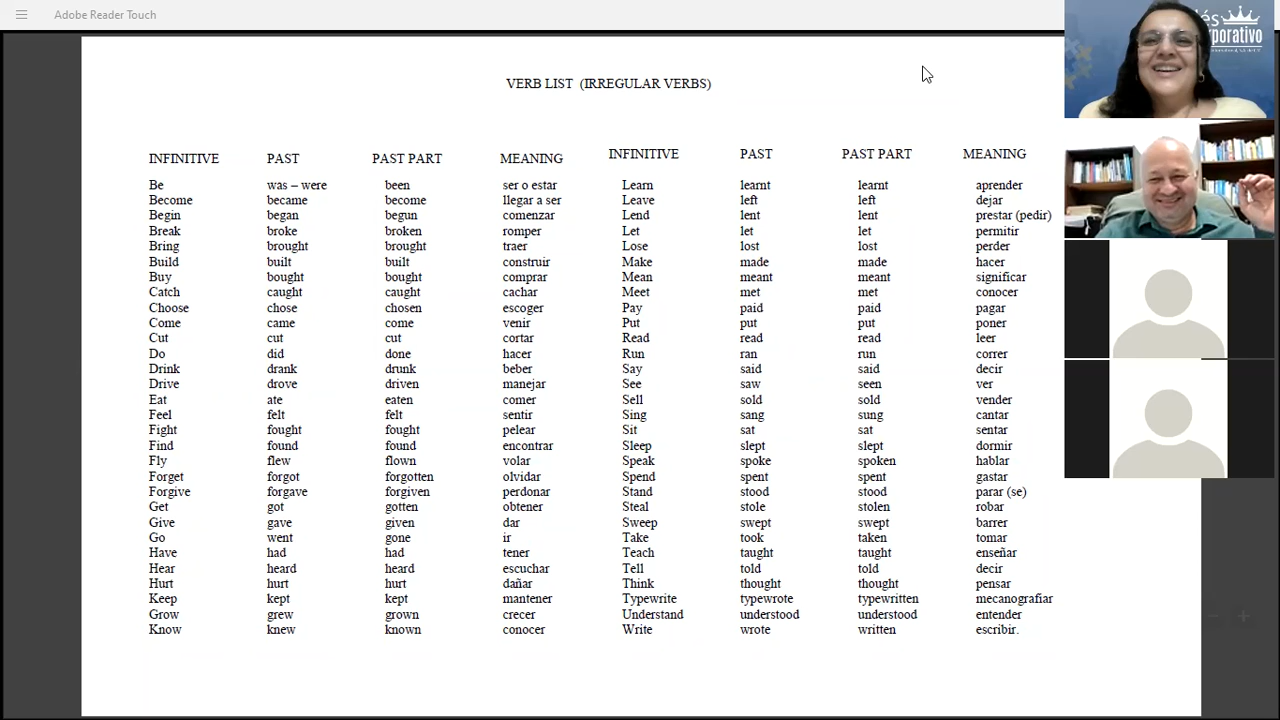 Adobe Reader Touch
és
rporativo
VERB LIST (IRREGULAR VERBS)
INFINITIVE PAST PAST PART MEANING INFINITIVE PAST PAST PART MEANING
Be was – were been ser o estar Learn learnt learnt aprender
Become became become llegar a ser Leave left left dejar
Begin began begun comenzar Lend lent lent prestar (pedir)
Break broke broken romper Let let let permitir
Bring brought brought traer Lose lost lost perder
Build built built construir Make made made hacer
Buy bought bought comprar Mean meant meant significar
Catch caught caught cachar Meet met met conocer
Choose chose chosen escoger Pay paid paid pagar
Come came come venir Put put put poner
Cut cut cut cortar Read read read leer
Do did done hacer Run ran run correr
Drink drank drunk beber Say said said decir
Drive drove driven manejar See saw seen ver
Eat ate eaten comer Sell sold sold vender
Feel felt felt sentir Sing sang sung cantar
Fight fought fought pelear Sit sat sat sentar
Find found found encontrar Sleep slept slept dormir
Fly flew flown volar Speak spoke spoken hablar
Forget forgot forgotten olvidar Spend spent spent gastar
Forgive forgave forgiven perdonar Stand stood stood parar (se)
Get got gotten obtener Steal stole stolen robar
Give gave given dar Sweep swept swept barrer
Go went gone ir Take took taken tomar
Have had had tener Teach taught taught enseñar
Hear heard heard escuchar Tell told told decir
Hurt hurt hurt dañar Think thought thought pensar
Keep kept kept mantener Typewrite typewrote typewritten mecanografiar
Grow grew grown crecer Understand understood understood entender
Know knew known conocer Write wrote written escribir.